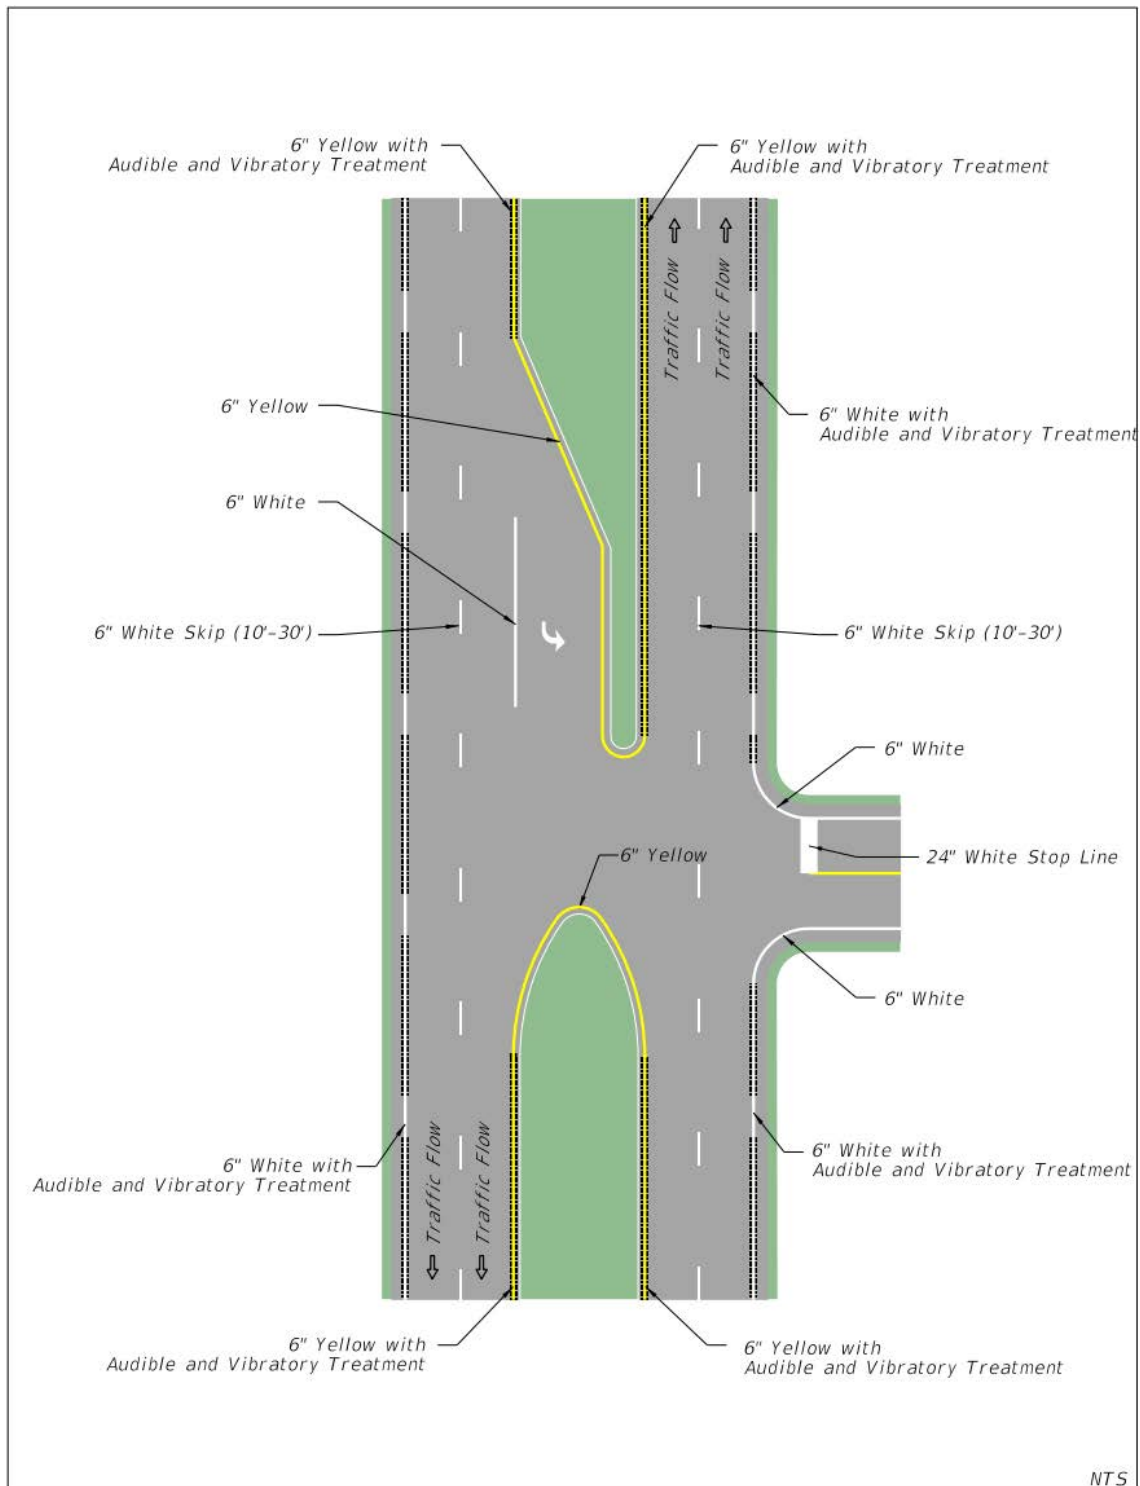 6" Yellow with
Audible and Vibratory Treatment
6" Yellow with
Audible and Vibratory Treatment
Traffic Flow
Traffic Flow
6" Yellow
6" White with
Audible and Vibratory Treatment
6" White
6" White Skip (10'-30')
6" White Skip (10'-30')
6" White
6" Yellow
24" White Stop Line
6" White
6" White with
Audible and Vibratory Treatment
Traffic Flow
Traffic Flow
6" White with
Audible and Vibratory Treatment
6" Yellow with
Audible and Vibratory Treatment
6" Yellow with
Audible and Vibratory Treatment
NTS